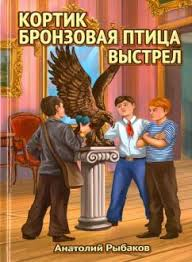 КОРТИК
БРОНЗОВАЯ ПТИЦА
ВЫСТРЕЛ
Анатолий Рыбаков